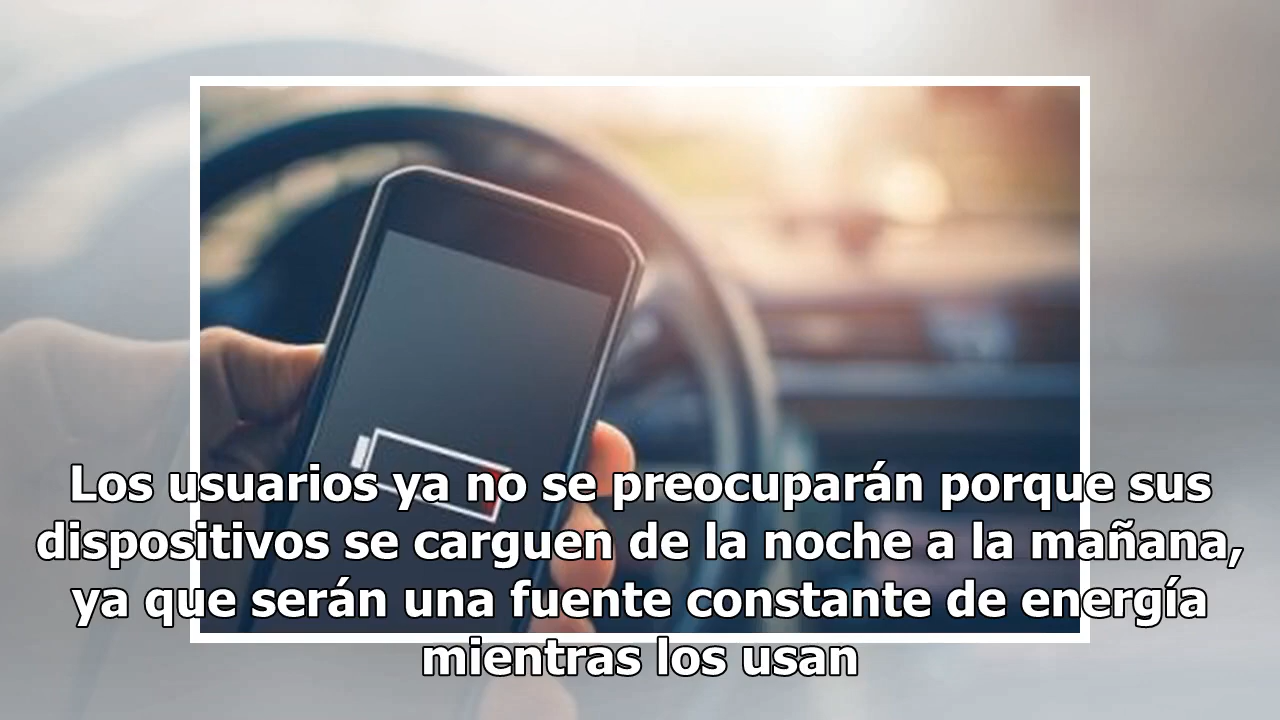 Los usuarios ya no se preocuparán porque sus
dispositivos se carguen de la noche a la mañana,
ya que serán una fuente constante de energía
mientras los usan